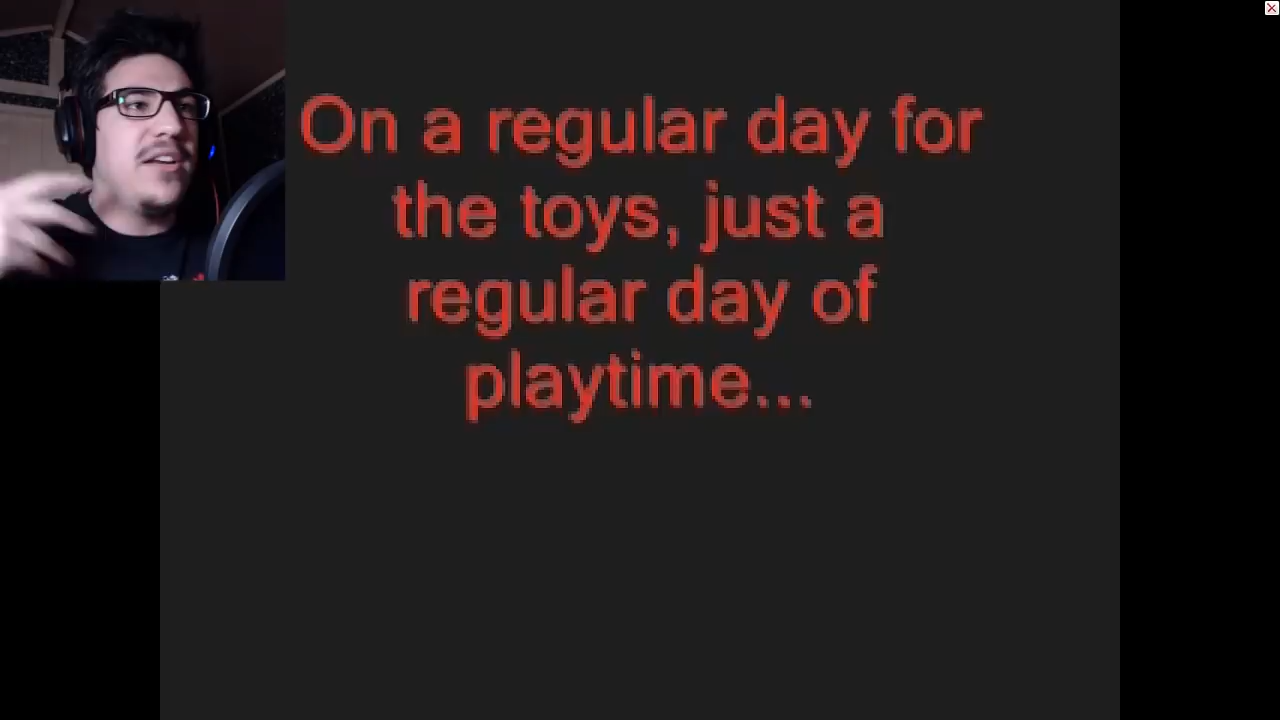 On a regular day for
the toys, just a
regular day of
playtime...